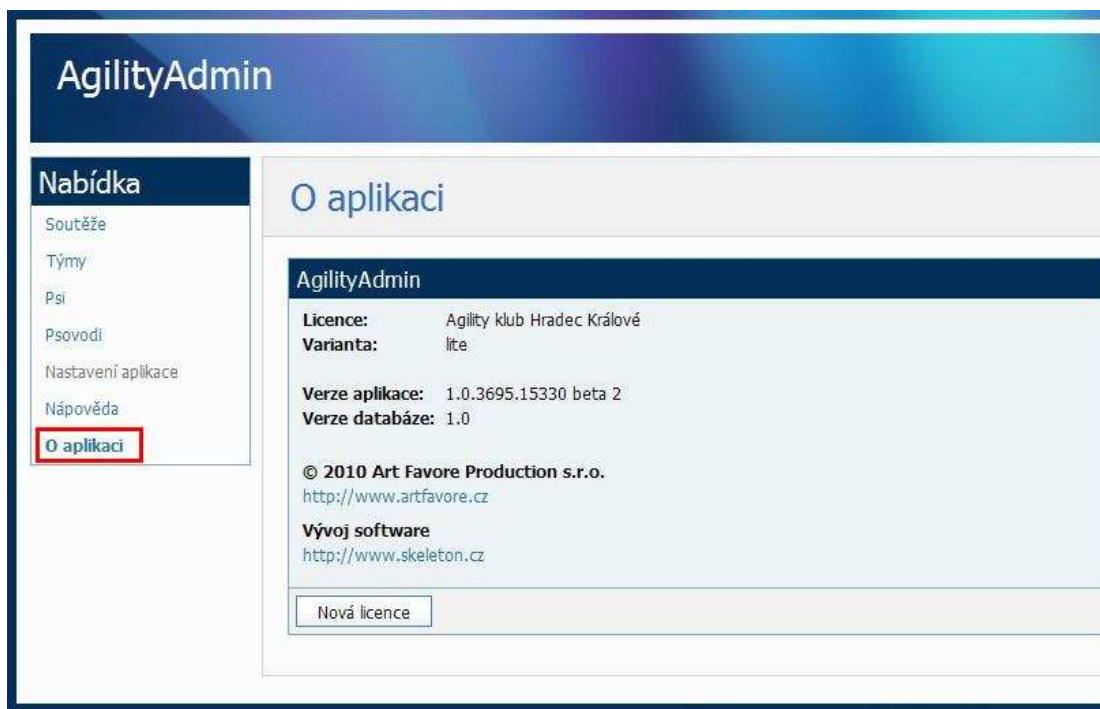 AgilityAdmin
Nabídka
Soutěže
Týmy
Psi
Psovodi
Nastavení aplikace
Nápověda
O aplikaci
O aplikaci
AgilityAdmin
Licence: Agility klub Hradec Králové
Varianta: lite
Verze aplikace: 1.0.3695.15330 beta 2
Verze databáze: 1.0
© 2010 Art Favore Production s.r.o.
http://www.artfavore.cz
Vývoj software
http://www.skeleton.cz
Nová licence